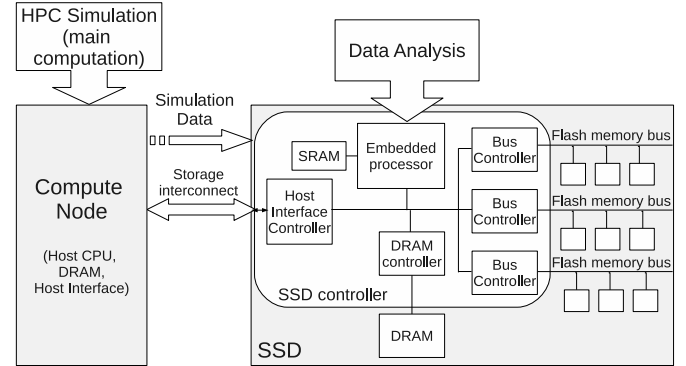 HPC Simulation
(main
computation)
Data Analysis
Simulation
Data
Storage
interconnect
Compute
Node
(Host CPU,
DRAM,
Host Interface)
SRAM
Embedded
processor
Host
Interface
Controller
DRAM
controller
SSD controller
DRAM
SSD
Bus
Controller
Flash memory bus
Bus
Controller
Flash memory bus
Bus
Controller
Flash memory bus